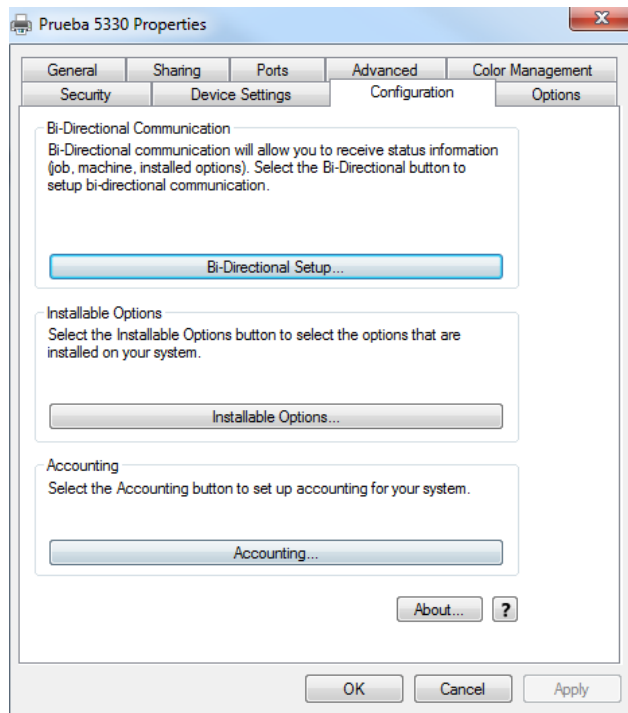 Prueba 5330 Properties
General
Sharing
Ports
Advanced
Color Management
Security
Device Settings
Configuration
Options
Bi-Directional Communication
Bi-Directional communication will allow you to receive status information
(job, machine, installed options). Select the Bi-Directional button to
setup bi-directional communication.
Bi-Directional Setup...
Installable Options
Select the Installable Options button to select the options that are
installed on your system.
Installable Options...
Accounting
Select the Accounting button to set up accounting for your system.
Accounting...
About...
?
OK
Cancel
Apply